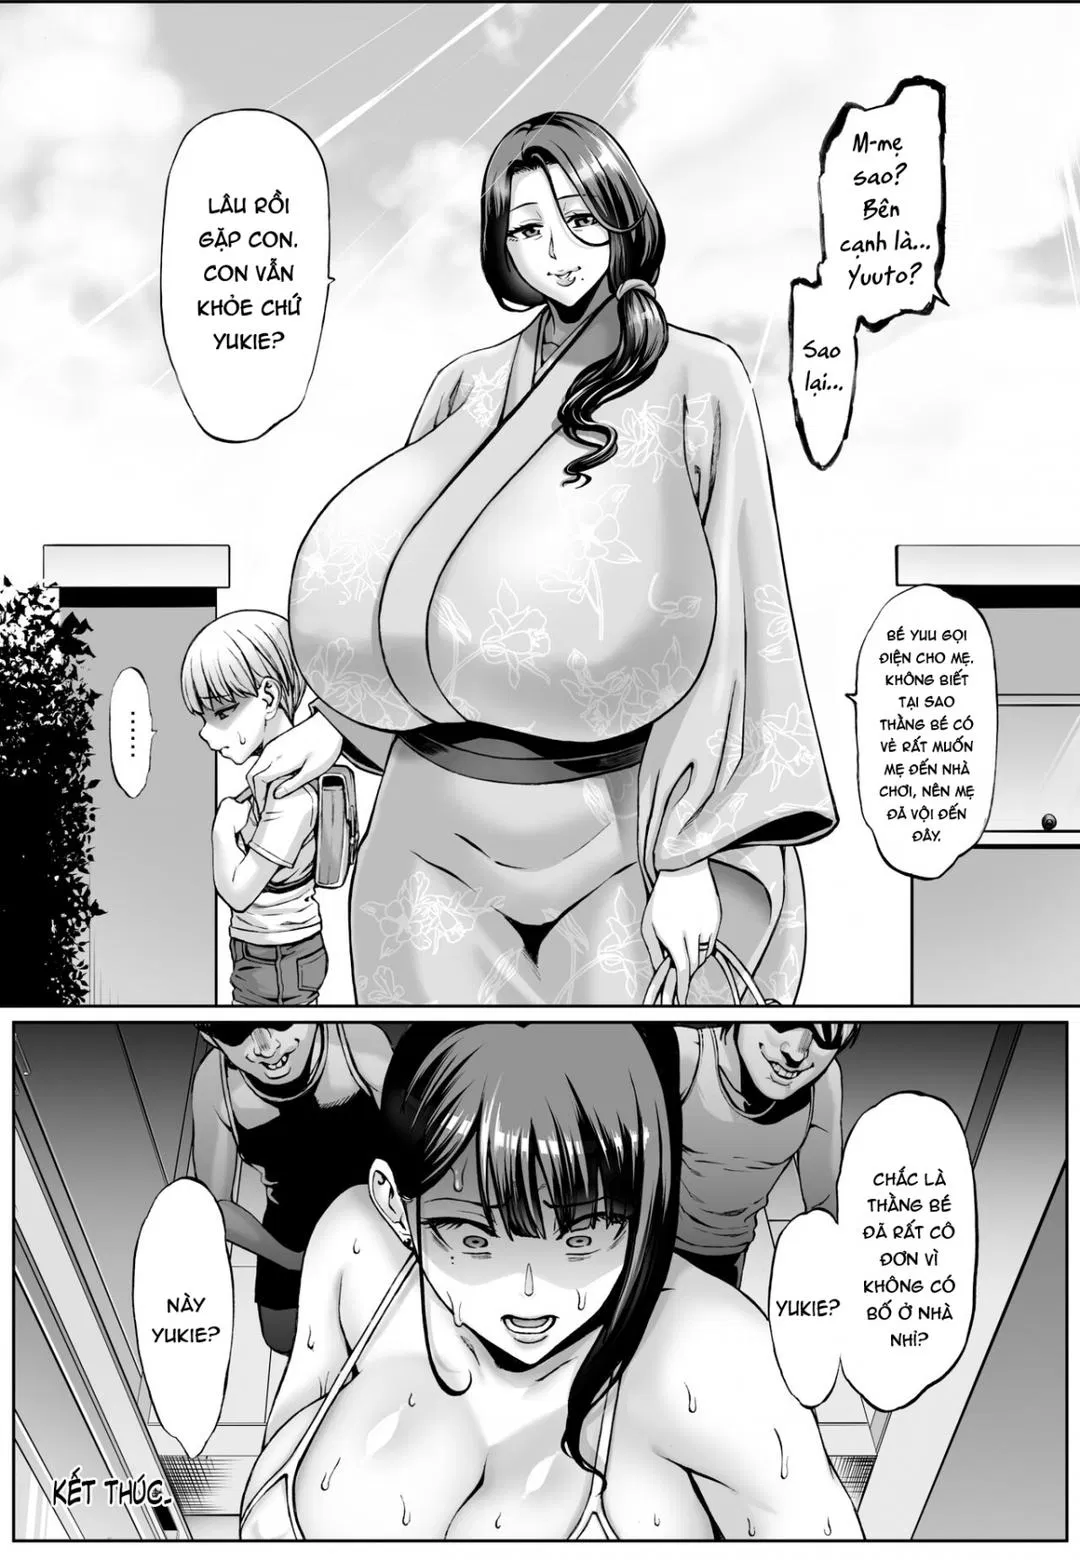 M-mẹ
sao?
Bên
cạnh là...
Yuuto?
Sao
lại...
LÂU RỒI
GẶP CON.
CON VẪN
KHỎE CHỨ
YUKIE?
BÉ YUU GỌI
ĐIỆN CHO MẸ.
KHÔNG BIẾT
TẠI SAO
THẰNG BÉ CÓ
VẺ RẤT MUỐN
MẸ ĐẾN NHÀ
CHƠI, NÊN MẸ
ĐÃ VỘI ĐẾN
ĐÂY.
......
CHẮC LÀ
THẰNG BÉ
ĐÃ RẤT CÔ
ĐƠN VÌ
KHÔNG CÓ
BỐ Ở NHÀ
NHỈ?
YUKIE?
NÀY
YUKIE?
KẾT THÚC.